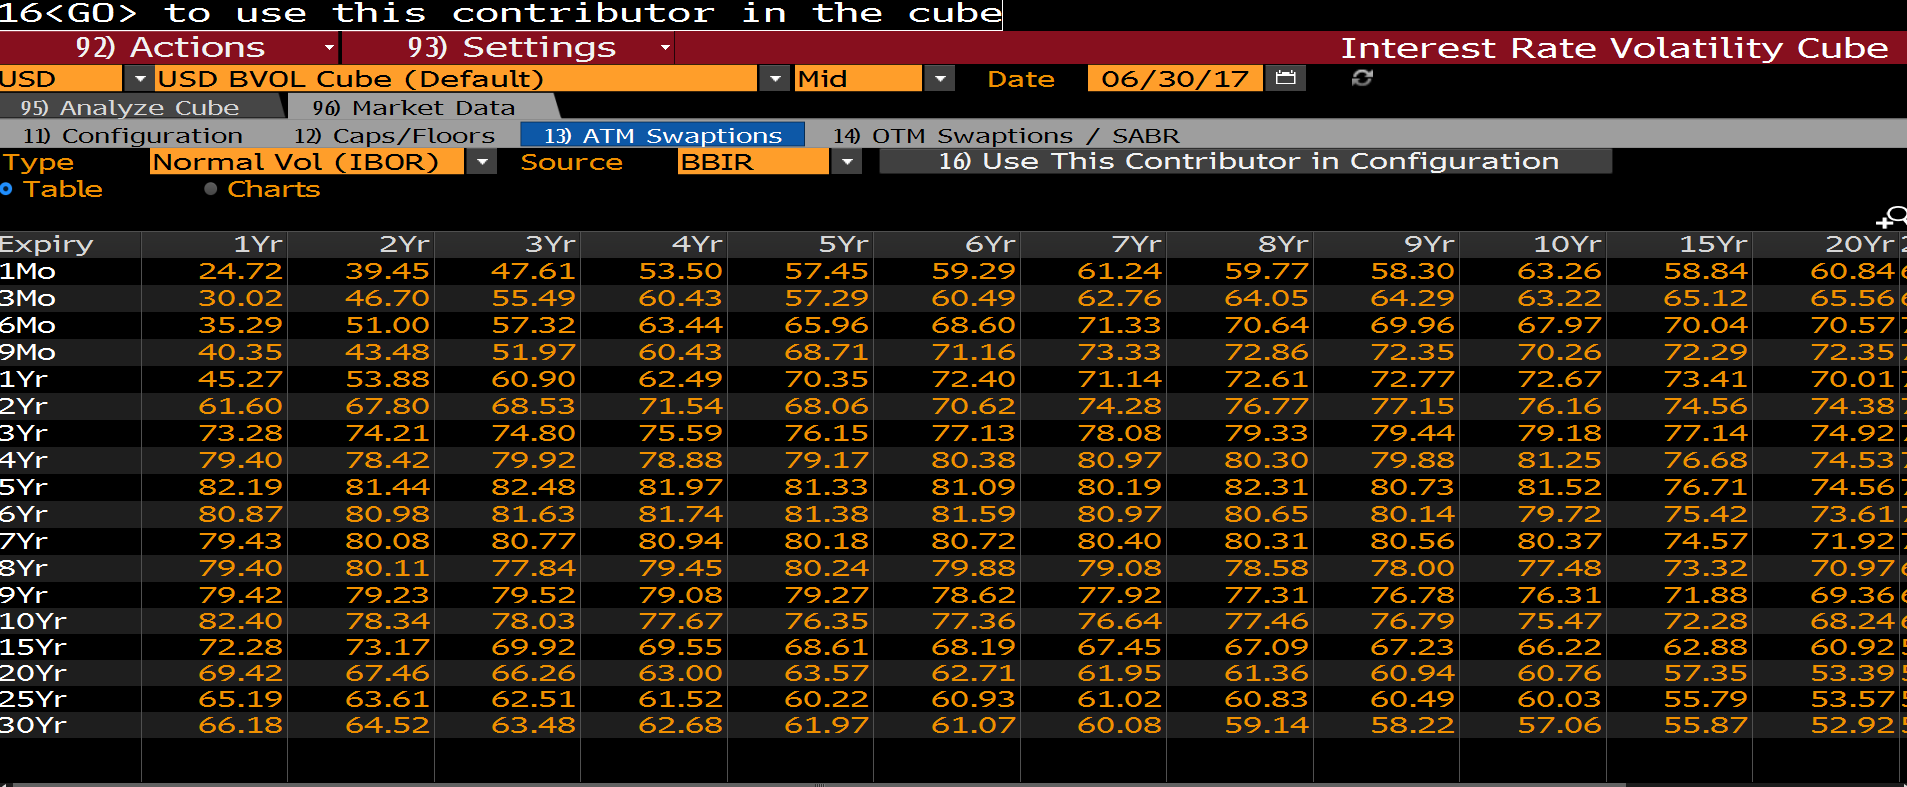 16<GO> to use this contributor in the cube
92) Actions 93) Settings Interest Rate Volatility Cube
USD USD BVOL Cube (Default) Mid Date 06/30/17
95) Analyze Cube 96) Market Data
11) Configuration 12) Caps/Floors 13) ATM Swaptions 14) OTM Swaptions / SABR
Type Normal Vol (IBOR) Source BBIR 16) Use This Contributor in Configuration
Table Charts
Expiry 1Yr 2Yr 3Yr 4Yr 5Yr 6Yr 7Yr 8Yr 9Yr 10Yr 15Yr 20Yr
1Mo 24.72 39.45 47.61 53.50 57.45 59.29 61.24 59.77 58.30 63.26 58.84 60.84
3Mo 30.02 46.70 55.49 60.43 57.29 60.49 62.76 64.05 64.29 63.22 65.12 65.56
6Mo 35.29 51.00 57.32 63.44 65.96 68.60 71.33 70.64 69.96 67.97 70.04 70.57
9Mo 40.35 43.48 51.97 60.43 68.71 71.16 73.33 72.86 72.35 70.26 72.29 72.35
1Yr 45.27 53.88 60.90 62.49 70.35 72.40 71.14 72.61 72.77 72.67 73.41 70.01
2Yr 61.60 67.80 68.53 71.54 68.06 70.62 74.28 76.77 77.15 76.16 74.56 74.38
3Yr 73.28 74.21 74.80 75.59 76.15 77.13 78.08 79.33 79.44 79.18 77.14 74.92
4Yr 79.40 78.42 79.92 78.88 79.17 80.38 80.97 80.30 79.88 81.25 76.68 74.53
5Yr 82.19 81.44 82.48 81.97 81.33 81.09 80.19 82.31 80.73 81.52 76.71 74.56
6Yr 80.87 80.98 81.63 81.74 81.38 81.59 80.97 80.65 80.14 79.72 75.42 73.61
7Yr 79.43 80.08 80.77 80.94 80.18 80.72 80.40 80.31 80.56 80.37 74.57 71.92
8Yr 79.40 80.11 77.84 79.45 80.24 79.88 79.08 78.58 78.00 77.48 73.32 70.97
9Yr 79.42 79.23 79.52 79.08 79.27 78.62 77.92 77.31 76.78 76.31 71.88 69.36
10Yr 82.40 78.34 78.03 77.67 76.35 77.36 76.64 77.46 76.79 75.47 72.28 68.24
15Yr 72.28 73.17 69.92 69.55 68.61 68.19 67.45 67.09 67.23 66.22 62.88 60.92
20Yr 69.42 67.46 66.26 63.00 63.57 62.71 61.95 61.36 60.94 60.76 57.35 53.39
25Yr 65.19 63.61 62.51 61.52 60.22 60.93 61.02 60.83 60.49 60.03 55.79 53.57
30Yr 66.18 64.52 63.48 62.68 61.97 61.07 60.08 59.14 58.22 57.06 55.87 52.92